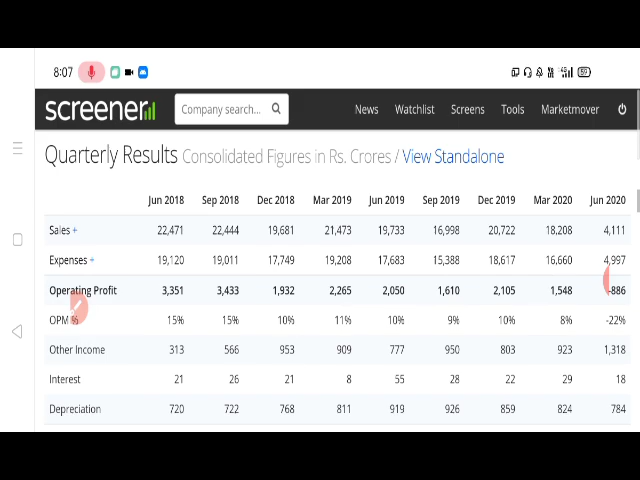 8:07
59
screener
Company search...
News Watchlist Screens Tools Marketmover
Quarterly Results Consolidated Figures in Rs. Crores / View Standalone
Jun 2018 Sep 2018 Dec 2018 Mar 2019 Jun 2019 Sep 2019 Dec 2019 Mar 2020 Jun 2020
Sales + 22,471 22,444 19,681 21,473 19,733 16,998 20,722 18,208 4,111
Expenses + 19,120 19,011 17,749 19,208 17,683 15,388 18,617 16,660 4,997
Operating Profit 3,351 3,433 1,932 2,265 2,050 1,610 2,105 1,548 -886
OPM % 15% 15% 10% 11% 10% 9% 10% 8% -22%
Other Income 313 566 953 909 777 950 803 923 1,318
Interest 21 26 21 8 55 28 22 29 18
Depreciation 720 722 768 811 919 926 859 824 784